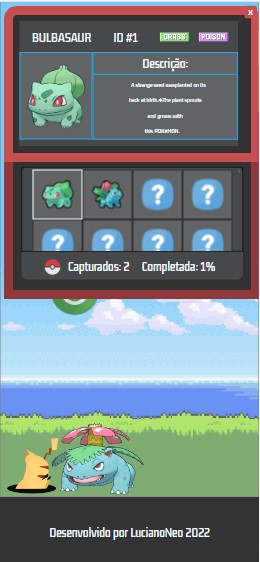 x
BULBASAUR ID #1 GRASS POISON
Descrição:
A strange seed was planted on its
back at birth.#The plant sprouts
and grows with
this POKéMON.
? ?
? ? ? ?
Capturados: 2 Completada: 1%
Desenvolvido por LucianoNeo 2022